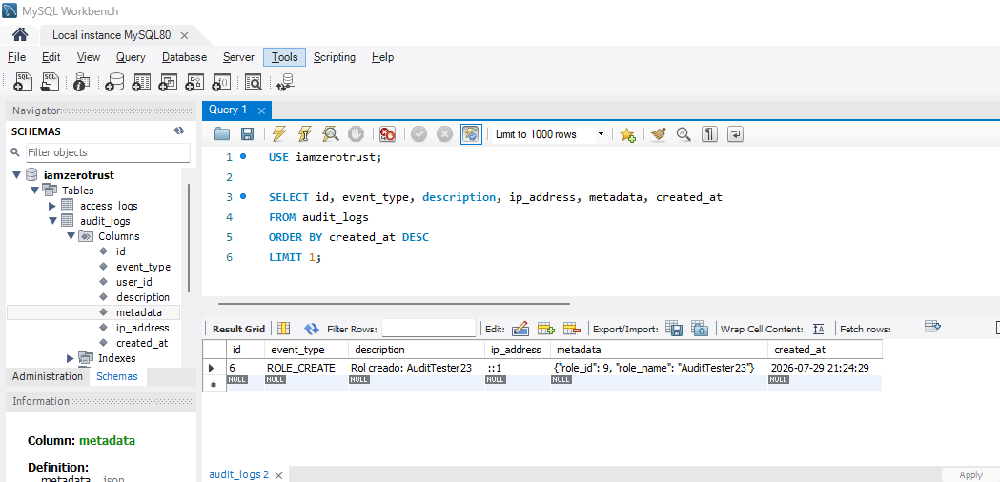 MySQL Workbench
Local instance MySQL80
File Edit View Query Database Server Tools Scripting Help
Navigator
SCHEMAS
Filter objects
iamzerotrust
Tables
access_logs
audit_logs
Columns
id
event_type
user_id
description
metadata
ip_address
created_at
Indexes
Administration Schemas
Information
Column: metadata
Definition:
metadata json
Query 1
Limit to 1000 rows
1 USE iamzerotrust;
2
3 SELECT id, event_type, description, ip_address, metadata, created_at
4 FROM audit_logs
5 ORDER BY created_at DESC
6 LIMIT 1;
Result Grid Filter Rows: Edit: Export/Import: Wrap Cell Content: Fetch rows:
id event_type description ip_address metadata created_at
6 ROLE_CREATE Rol creado: AuditTester23 ::1 {"role_id": 9, "role_name": "AuditTester23"} 2026-07-29 21:24:29
NULL NULL NULL NULL NULL NULL
audit_logs 2
Apply